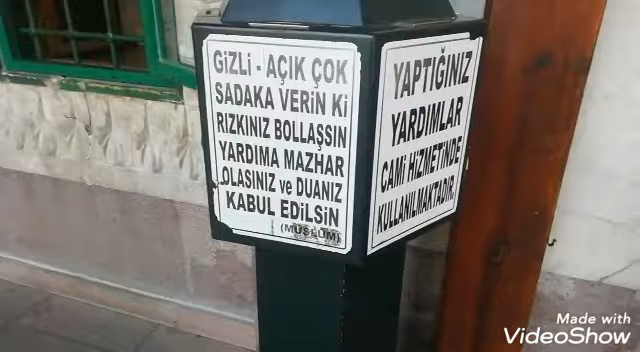 GİZLİ - AÇIK ÇOK
SADAKA VERİN Kİ
RIZKINIZ BOLLAŞSIN
YARDIMA MAZHAR
OLASINIZ ve DUANIZ
KABUL EDİLSİN
(MÜSLÜM)
YAPTIĞINIZ
YARDIMLAR
CAMİ HİZMETİNDE
KULLANILMAKTADIR.
Made with
VideoShow